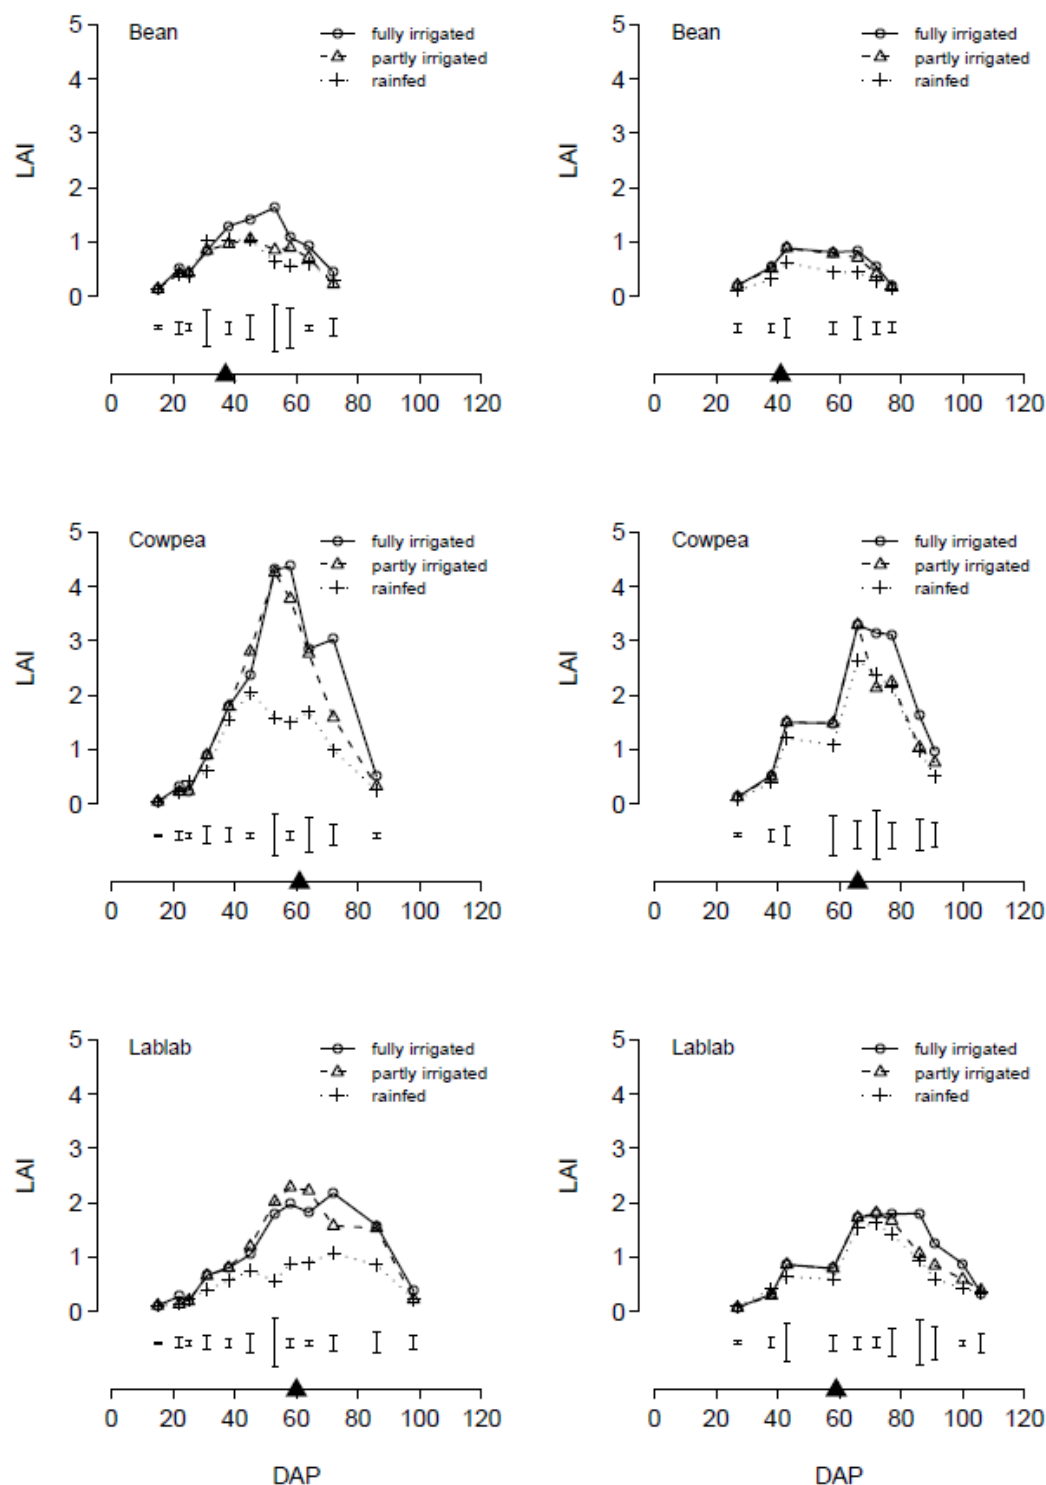 5 Bean fully irrigated 5 Bean fully irrigated
partly irrigated partly irrigated
4 rainfed 4 rainfed
LAI 3 LAI 3
2 2
1 1
0 0
0 20 40 60 80 100 120 0 20 40 60 80 100 120
5 Cowpea fully irrigated 5 Cowpea fully irrigated
partly irrigated partly irrigated
4 rainfed 4 rainfed
LAI 3 LAI 3
2 2
1 1
0 0
0 20 40 60 80 100 120 0 20 40 60 80 100 120
5 Lablab fully irrigated 5 Lablab fully irrigated
partly irrigated partly irrigated
4 rainfed 4 rainfed
LAI 3 LAI 3
2 2
1 1
0 0
0 20 40 60 80 100 120 0 20 40 60 80 100 120
DAP DAP